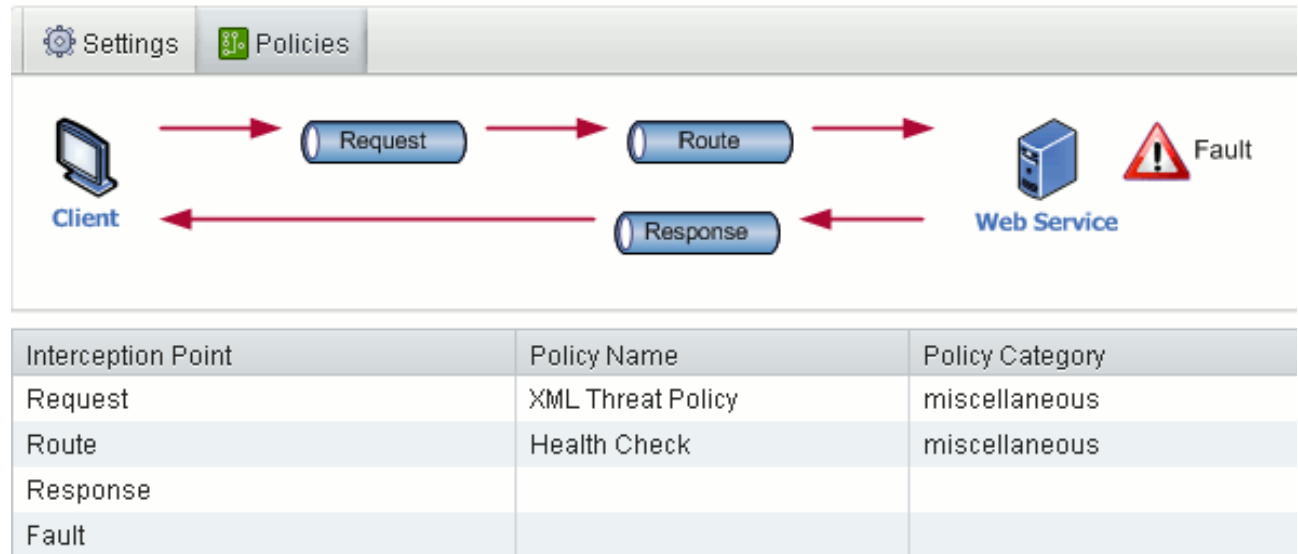 Settings Policies
Request Route Fault
Client Response Web Service
Interception Point Policy Name Policy Category
Request XML Threat Policy miscellaneous
Route Health Check miscellaneous
Response
Fault